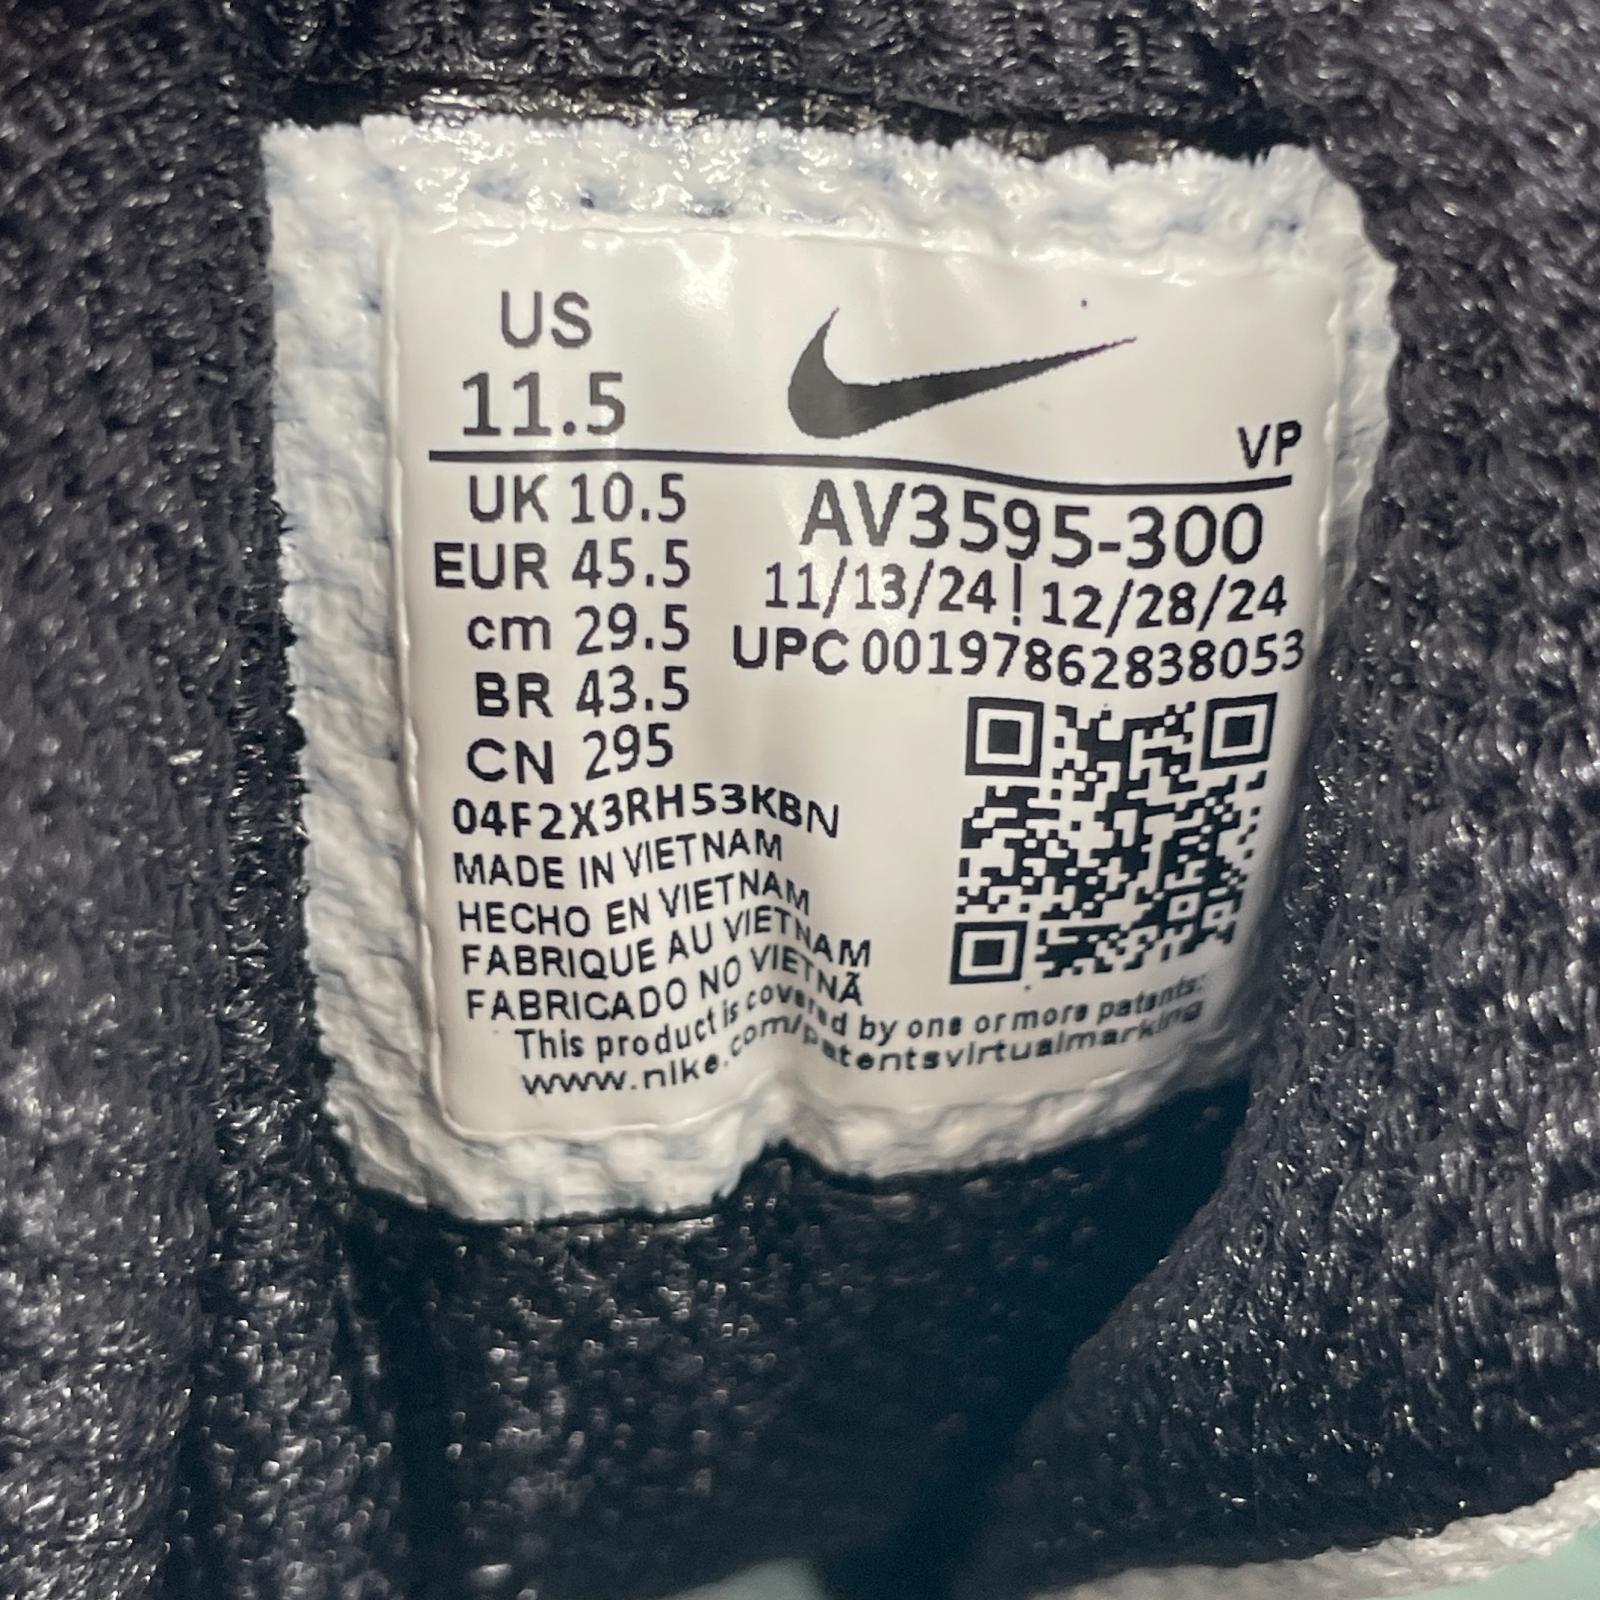 US
11.5
VP
UK 10.5
EUR 45.5
cm 29.5
BR 43.5
CN 295
AV3595-300
11/13/24 | 12/28/24
UPC 00197862838053
04F2X3RH53KBN
MADE IN VIETNAM
HECHO EN VIETNAM
FABRIQUE AU VIETNAM
FABRICADO NO VIETNÃ
This product is covered by one or more patents:
www.nike.com/patentsvirtualmarking